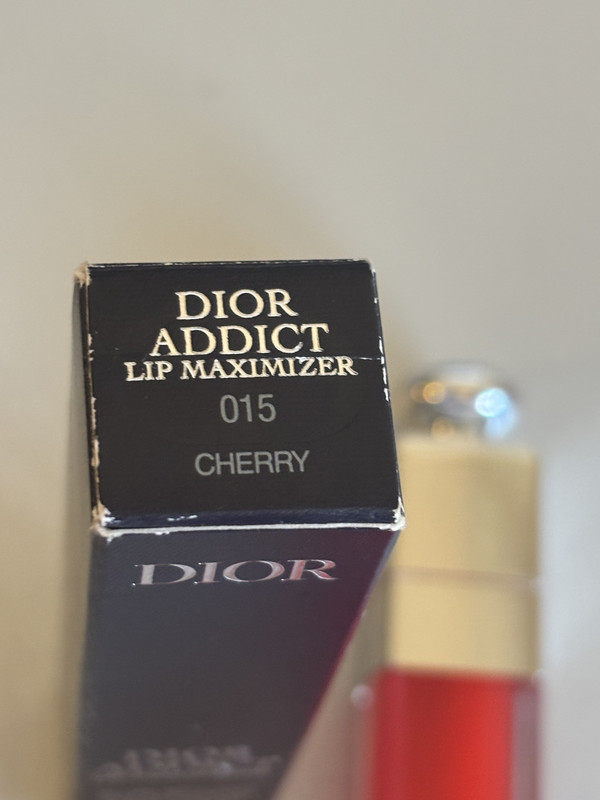 DIOR
ADDICT
LIP MAXIMIZER
015
CHERRY
DIOR